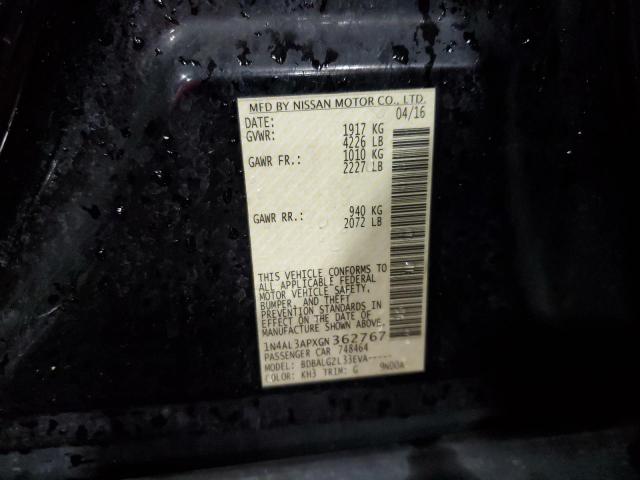 MFD BY NISSAN MOTOR CO., LTD.
DATE: 04/16
GVWR: 1917 KG
4226 LB
GAWR FR.: 1010 KG
2227 LB
GAWR RR.: 940 KG
2072 LB
THIS VEHICLE CONFORMS TO
ALL APPLICABLE FEDERAL
MOTOR VEHICLE SAFETY,
BUMPER, AND THEFT
PREVENTION STANDARDS IN
EFFECT ON THE DATE OF
MANUFACTURE SHOWN ABOVE.
1N4AL3APXGN362767
PASSENGER CAR 748464
MODEL: BDBALG2L33EVA-----
COLOR: KH3 TRIM: G 9N00A